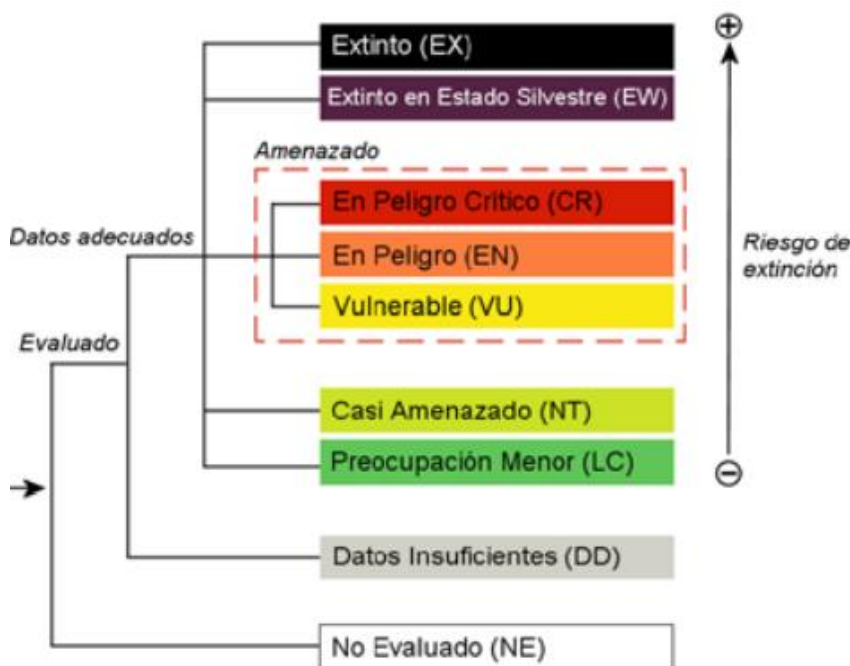 Extinto (EX)
Extinto en Estado Silvestre (EW)
Amenazado
En Peligro Crítico (CR)
Datos adecuados
En Peligro (EN)
Riesgo de
extinción
Vulnerable (VU)
Evaluado
Casi Amenazado (NT)
Preocupación Menor (LC)
Datos Insuficientes (DD)
No Evaluado (NE)